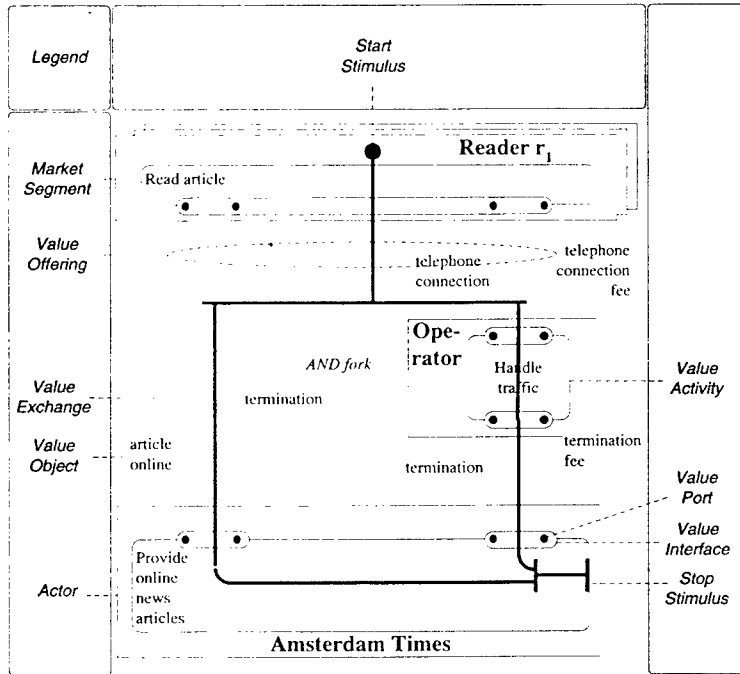 Legend
Start
Stimulus
Market
Segment
Reader r1
Read article
Value
Offering
telephone
connection
telephone
connection
fee
Ope-
rator
AND fork
Handle
traffic
Value
Exchange
termination
Value
Activity
Value
Object
article
online
termination
termination
fee
Value
Port
Value
Interface
Provide
online
news
articles
Actor
Stop
Stimulus
Amsterdam Times